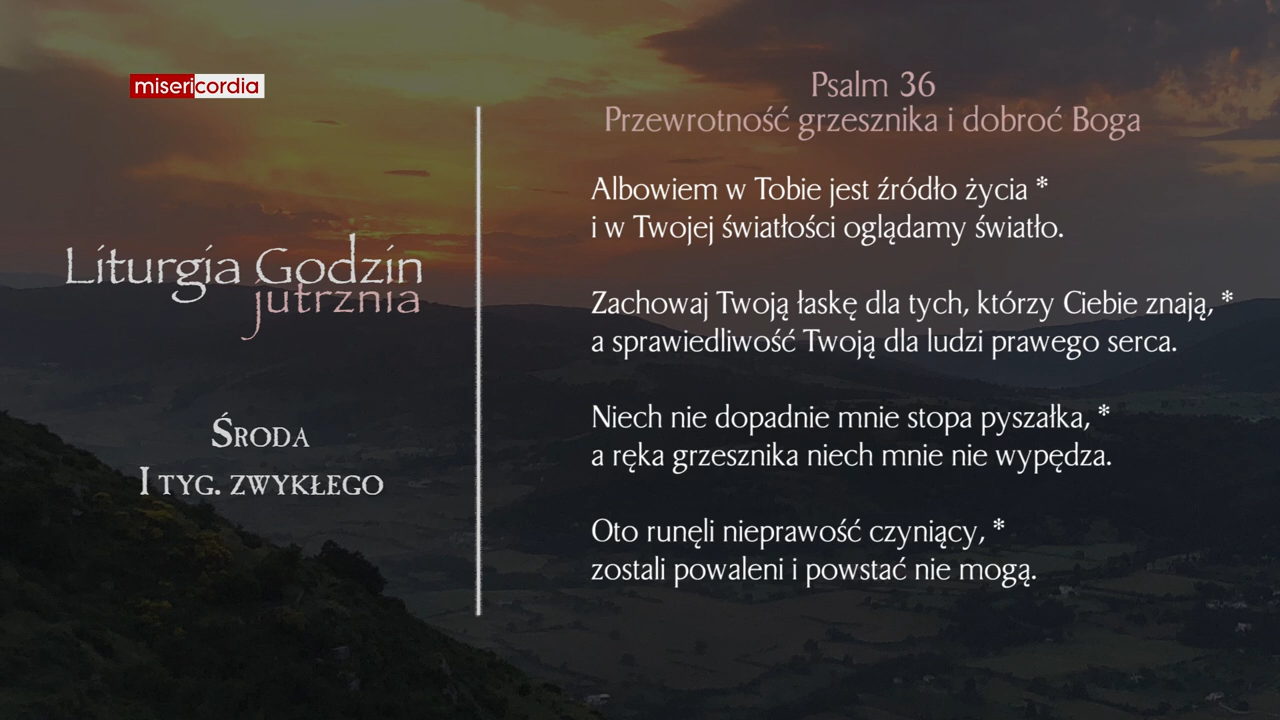 misericordia
Liturgia Godzin
jutrznia
Środa
I tyg. zwykłego
Psalm 36
Przewrotność grzesznika i dobroć Boga
Albowiem w Tobie jest źródło życia *
i w Twojej światłości oglądamy światło.
Zachowaj Twoją łaskę dla tych, którzy Ciebie znają, *
a sprawiedliwość Twoją dla ludzi prawego serca.
Niech nie dopadnie mnie stopa pyszałka, *
a ręka grzesznika niech mnie nie wypędza.
Oto runęli nieprawość czyniący, *
zostali powaleni i powstać nie mogą.